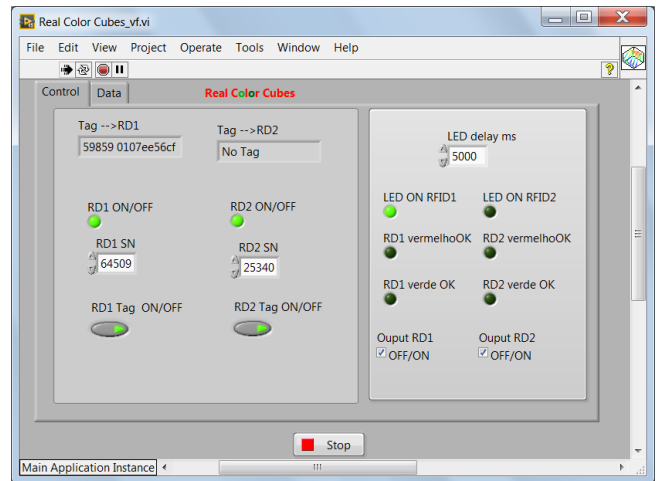 Real Color Cubes_vf.vi
File Edit View Project Operate Tools Window Help
?
Control Data Real Color Cubes
Tag -->RD1
59859 0107ee56cf
Tag -->RD2
No Tag
RD1 ON/OFF
RD2 ON/OFF
RD1 SN
64509
RD2 SN
25340
RD1 Tag ON/OFF
RD2 Tag ON/OFF
LED delay ms
5000
LED ON RFID1 LED ON RFID2
RD1 vermelhoOK RD2 vermelhoOK
RD1 verde OK RD2 verde OK
Ouput RD1 Ouput RD2
OFF/ON OFF/ON
Stop
Main Application Instance